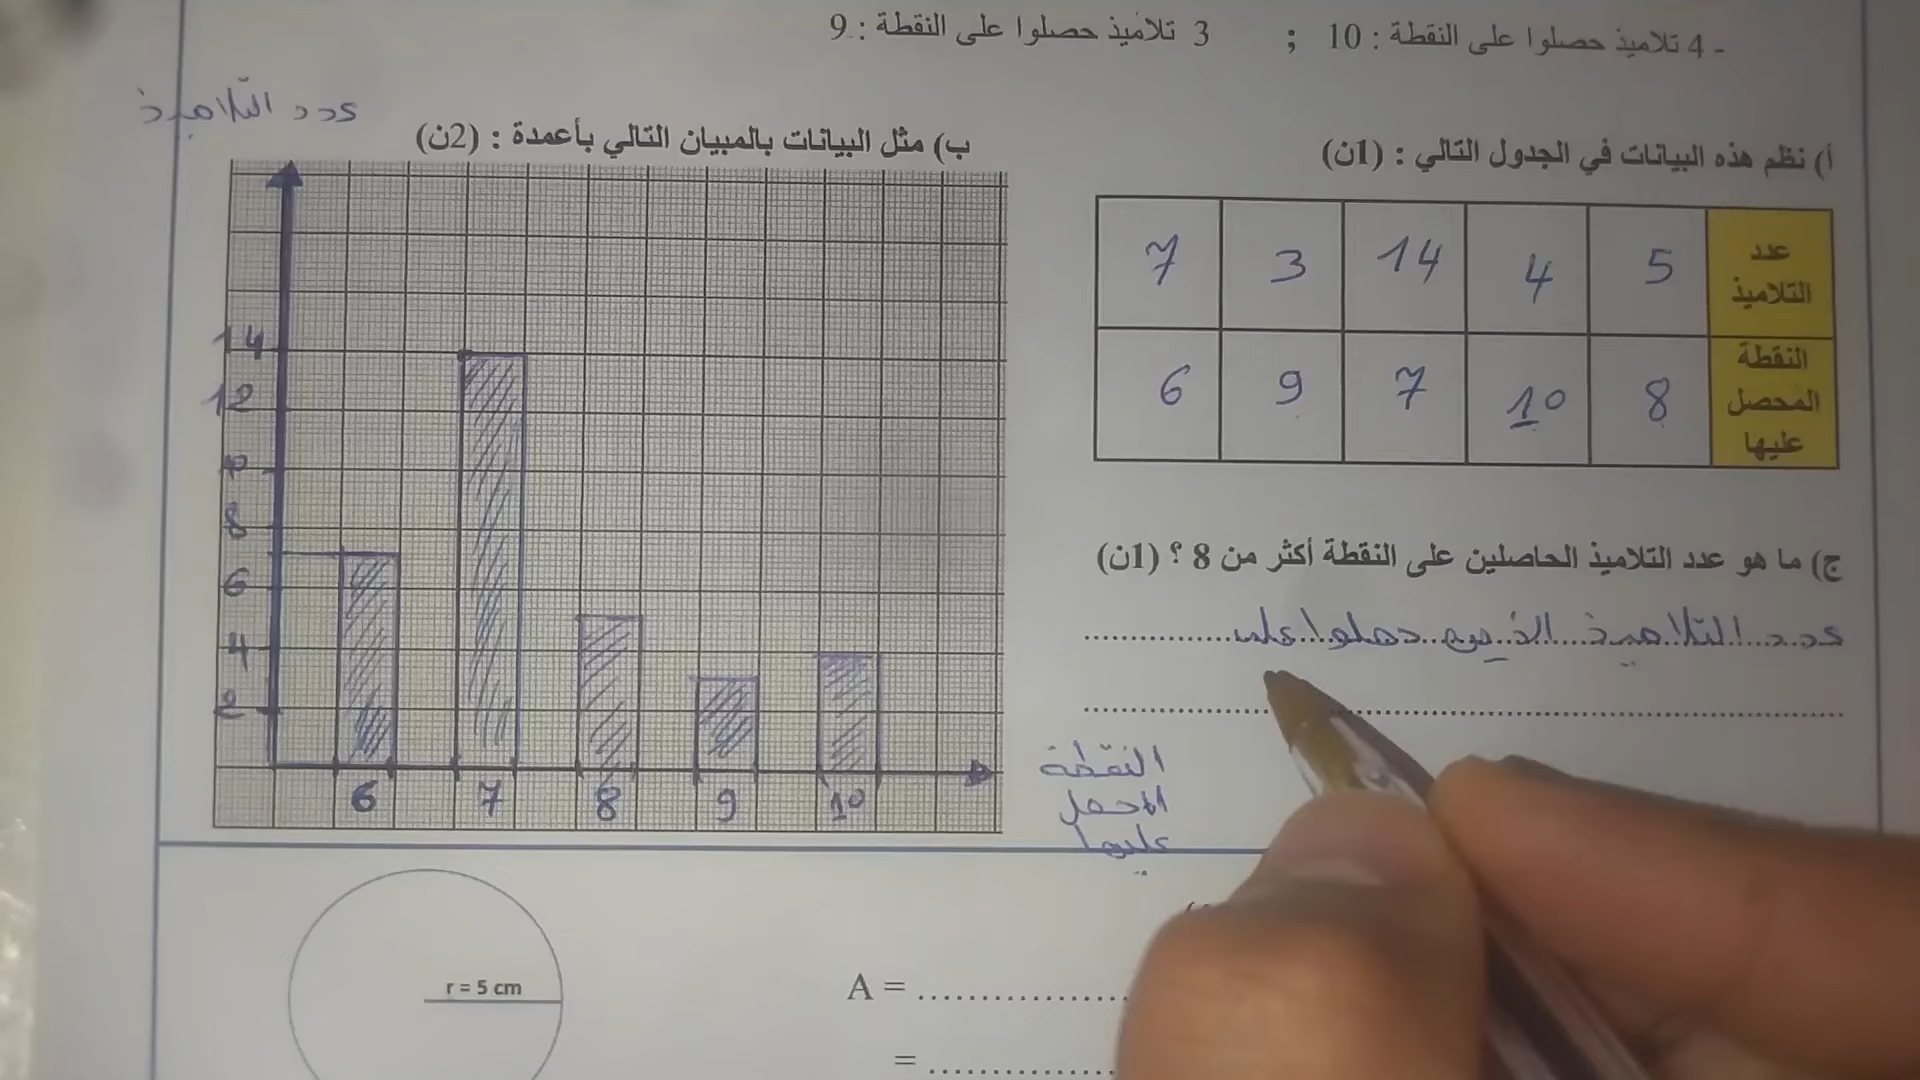 - 4 تلاميذ حصلوا على النقطة : 10 ; 3 تلاميذ حصلوا على النقطة : 9
أ) نظم هذه البيانات في الجدول التالي : (1ن)
عدد التلاميذ 5 4 14 3 7
النقطة المحصل عليها 8 10 7 9 6
ج) ما هو عدد التلاميذ الحاصلين على النقطة أكثر من 8 ؟ (1ن)
عدد التلاميذ الذين حصلوا على
ب) مثل البيانات بالمبيان التالي بأعمدة : (2ن)
عدد التلاميذ
14
12
10
8
6
4
2
6 7 8 9 10
النقطة
المحصل
عليها
r = 5 cm
A = ....................
= ....................